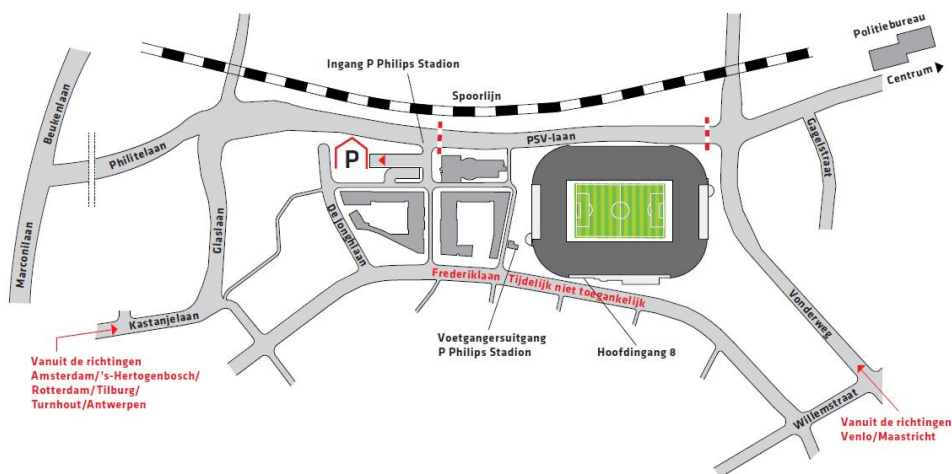 Politiebureau
Centrum
Ingang P Philips Stadion
Spoorlijn
Beukenlaan
PSV-laan
Gagelstraat
Philitelaan
P
De Jonghlaan
Glaslaan
Marconilaan
Frederiklaan Tijdelijk niet toegankelijk
Vonderweg
Kastanjelaan
Voetgangersuitgang
P Philips Stadion
Hoofdingang 8
Vanuit de richtingen
Amsterdam/'s-Hertogenbosch/
Rotterdam/Tilburg/
Turnhout/Antwerpen
Willemstraat
Vanuit de richtingen
Venlo/Maastricht